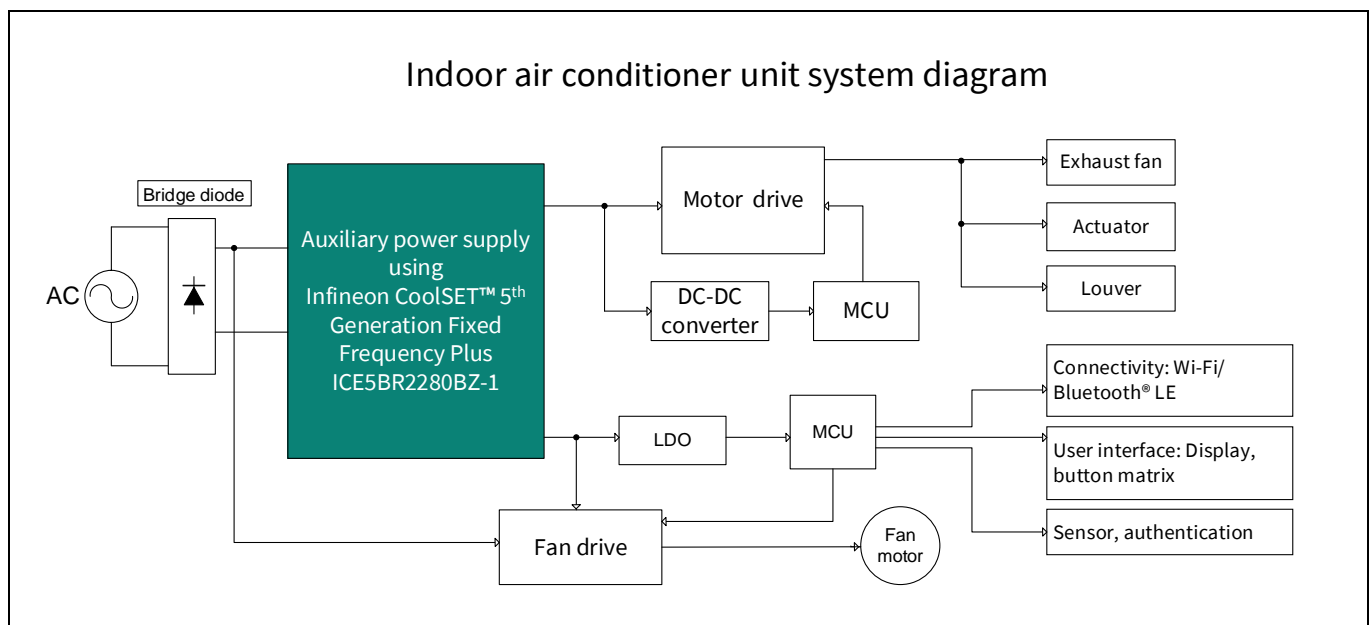 Indoor air conditioner unit system diagram
Bridge diode
AC
Auxiliary power supply
using
Infineon CoolSET™ 5th
Generation Fixed
Frequency Plus
ICE5BR2280BZ-1
Motor drive
DC-DC
converter
MCU
Exhaust fan
Actuator
Louver
LDO
MCU
Connectivity: Wi-Fi/
Bluetooth® LE
User interface: Display,
button matrix
Sensor, authentication
Fan drive
Fan
motor